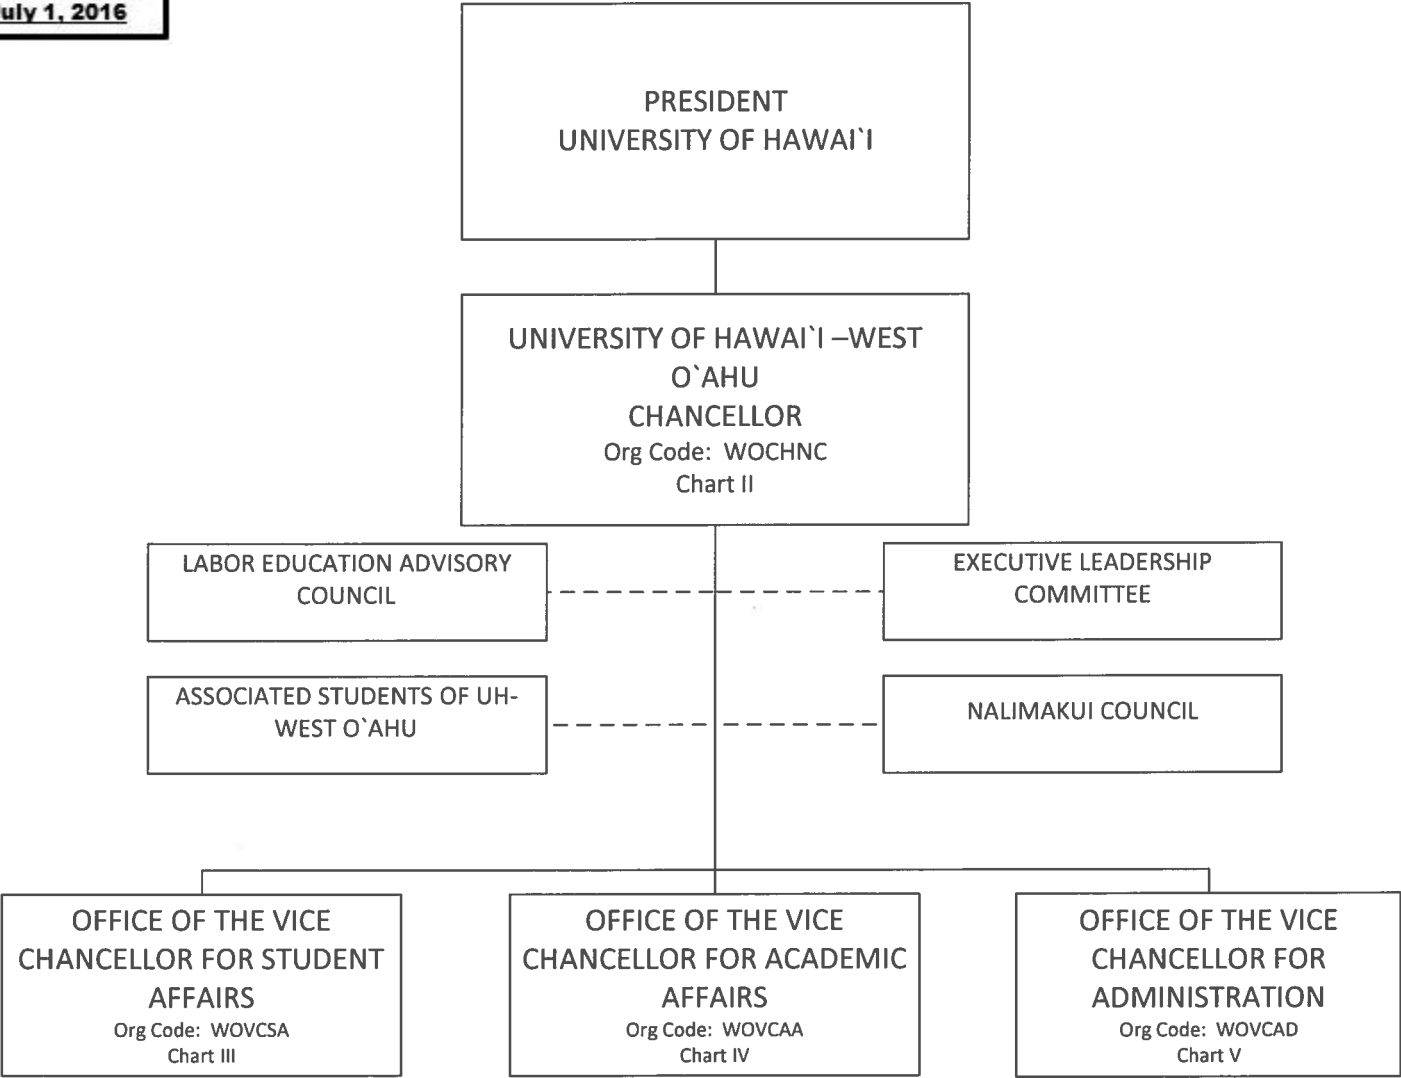 July 1, 2016
PRESIDENT
UNIVERSITY OF HAWAI`I
UNIVERSITY OF HAWAI`I –WEST
O`AHU
CHANCELLOR
Org Code: WOCHNC
Chart II
LABOR EDUCATION ADVISORY
COUNCIL
EXECUTIVE LEADERSHIP
COMMITTEE
ASSOCIATED STUDENTS OF UH-
WEST O`AHU
NALIMAKUI COUNCIL
OFFICE OF THE VICE
CHANCELLOR FOR STUDENT
AFFAIRS
Org Code: WOVCSA
Chart III
OFFICE OF THE VICE
CHANCELLOR FOR ACADEMIC
AFFAIRS
Org Code: WOVCAA
Chart IV
OFFICE OF THE VICE
CHANCELLOR FOR
ADMINISTRATION
Org Code: WOVCAD
Chart V